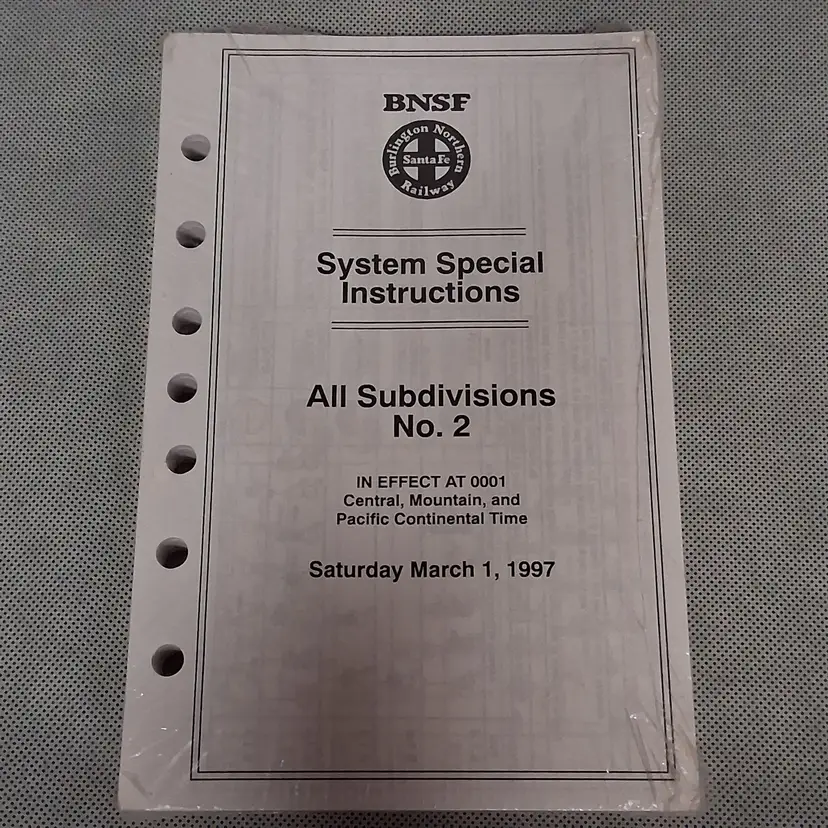 BNSF
Burlington Northern
Santa Fe
Railway
System Special
Instructions
All Subdivisions
No. 2
IN EFFECT AT 0001
Central, Mountain, and
Pacific Continental Time
Saturday March 1, 1997